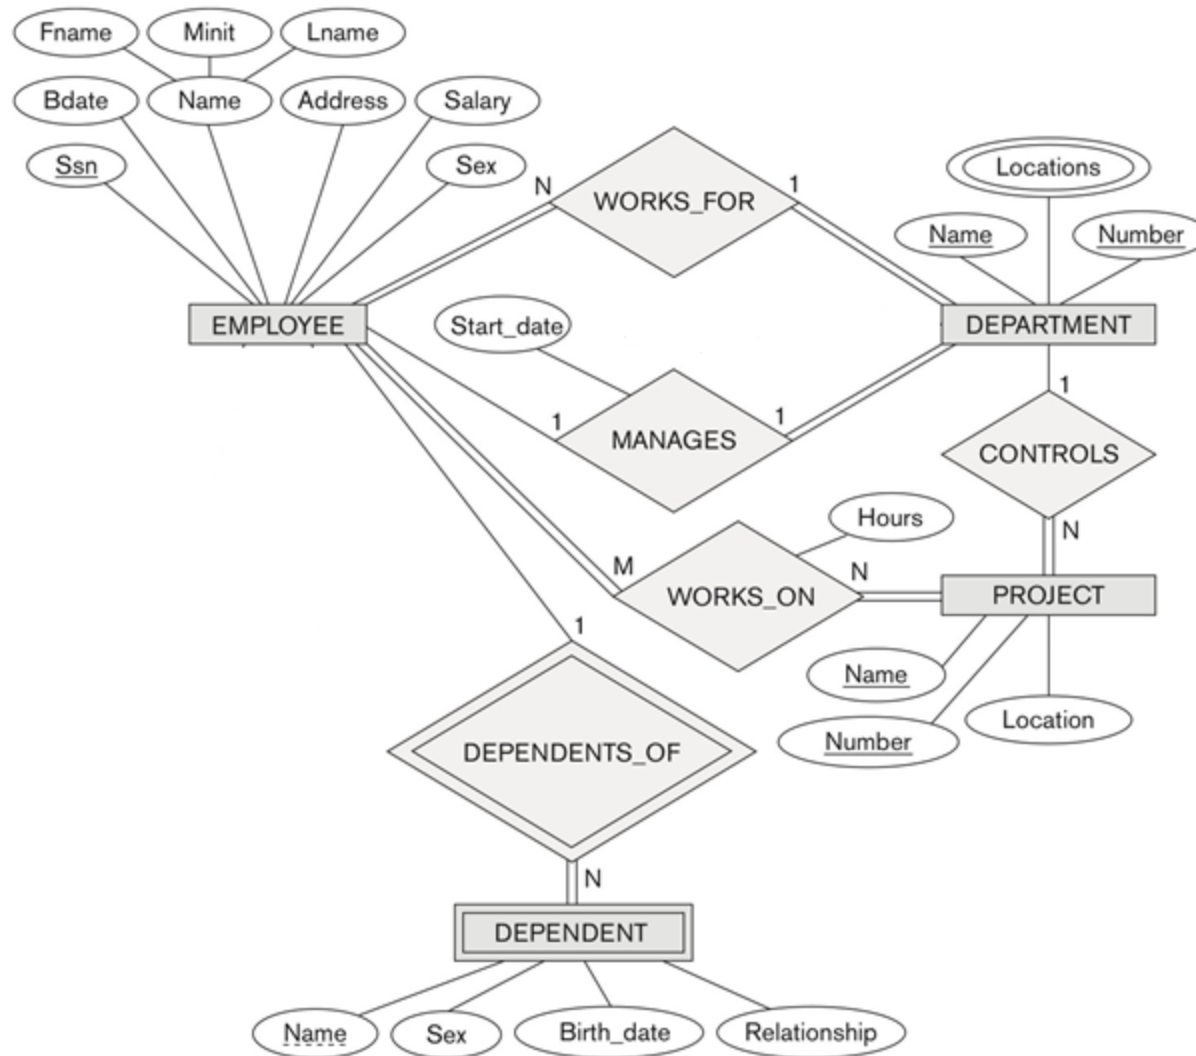 Fname
Minit
Lname
Bdate
Name
Address
Salary
Ssn
Sex
N
WORKS_FOR
1
Locations
Name
Number
EMPLOYEE
Start_date
DEPARTMENT
1
MANAGES
1
1
CONTROLS
N
Hours
M
WORKS_ON
N
PROJECT
Name
Number
Location
1
DEPENDENTS_OF
N
DEPENDENT
Name
Sex
Birth_date
Relationship